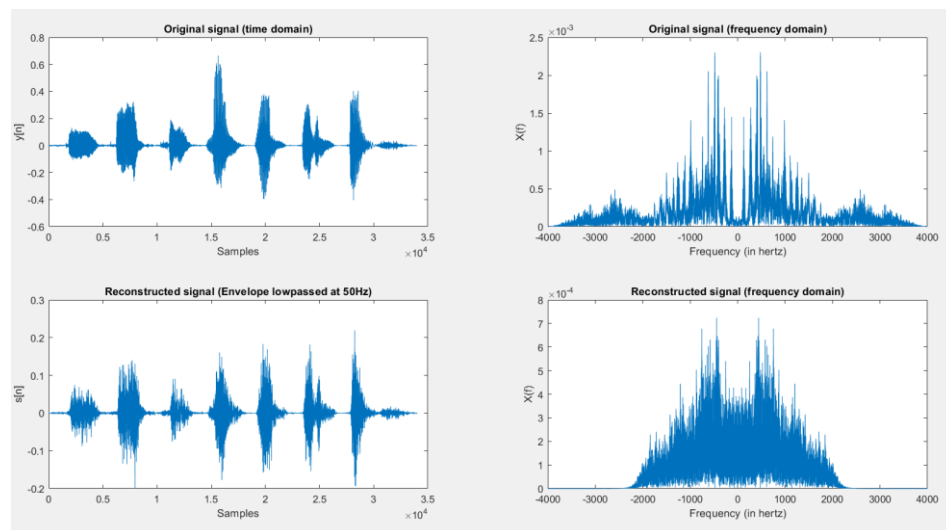 Original signal (time domain)
0.8
0.6
0.4
0.2
0
-0.2
-0.4
-0.6
y[n]
0 0.5 1 1.5 2 2.5 3 3.5
Samples
×10⁴
Original signal (frequency domain)
×10⁻³
2.5
2
1.5
1
0.5
0
X(f)
-4000 -3000 -2000 -1000 0 1000 2000 3000 4000
Frequency (in hertz)
Reconstructed signal (Envelope lowpassed at 50Hz)
0.3
0.2
0.1
0
-0.1
-0.2
s[n]
0 0.5 1 1.5 2 2.5 3 3.5
Samples
×10⁴
Reconstructed signal (frequency domain)
×10⁻⁴
8
7
6
5
4
3
2
1
0
X(f)
-4000 -3000 -2000 -1000 0 1000 2000 3000 4000
Frequency (in hertz)